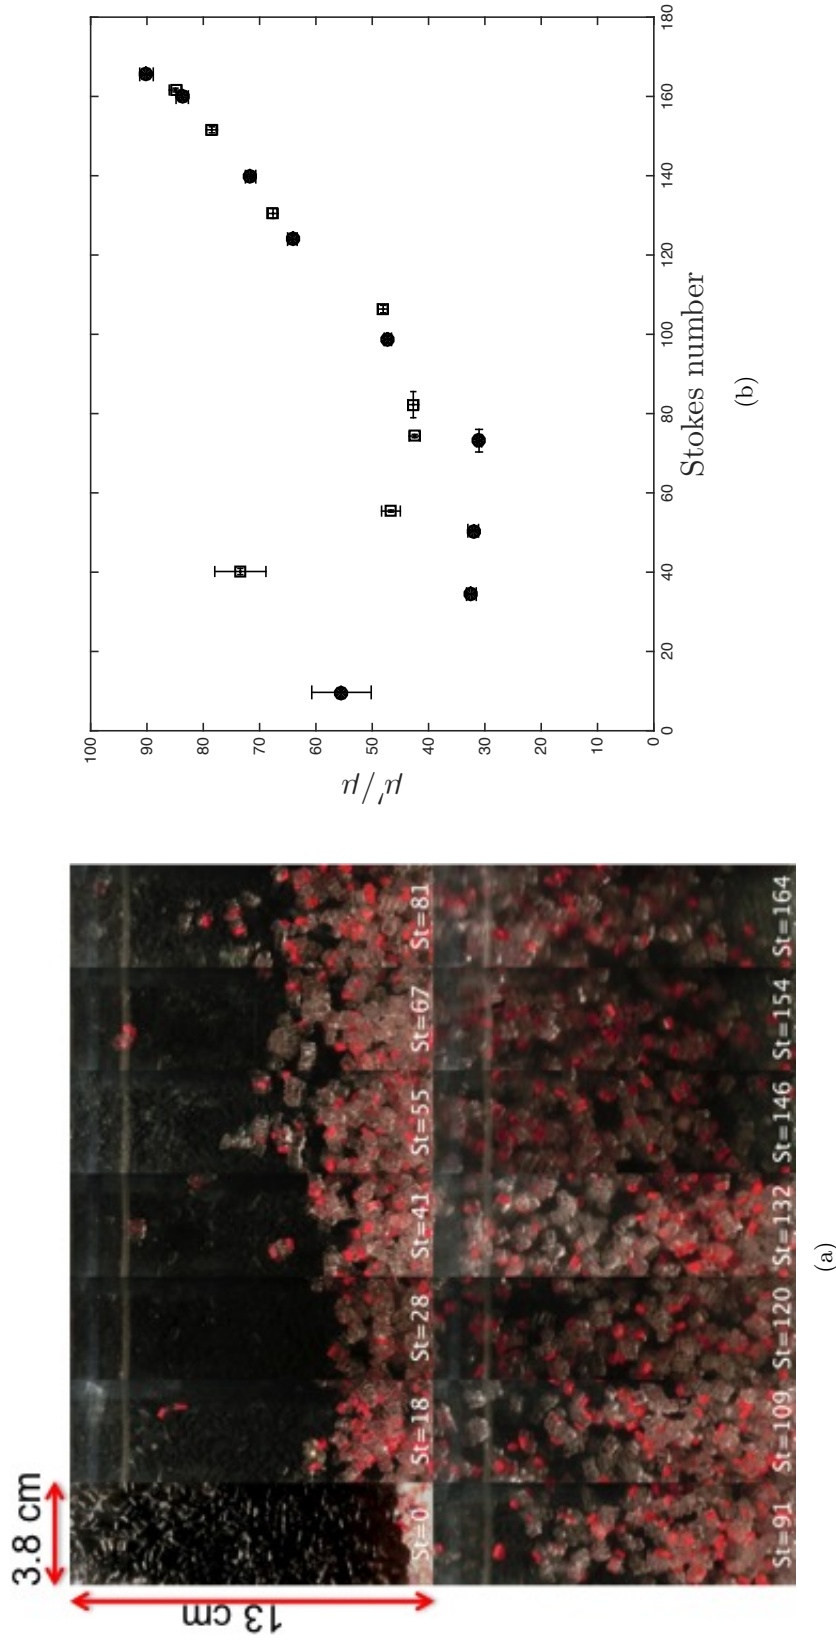 3.8 cm
13 cm
St=0 St=18 St=28 St=41 St=55 St=67 St=81
St=91 St=109 St=120 St=132 St=146 St=154 St=164
(a)
100
90
80
70
60
50
40
30
20
10
0
μ′/μ
0 20 40 60 80 100 120 140 160 180
Stokes number
(b)